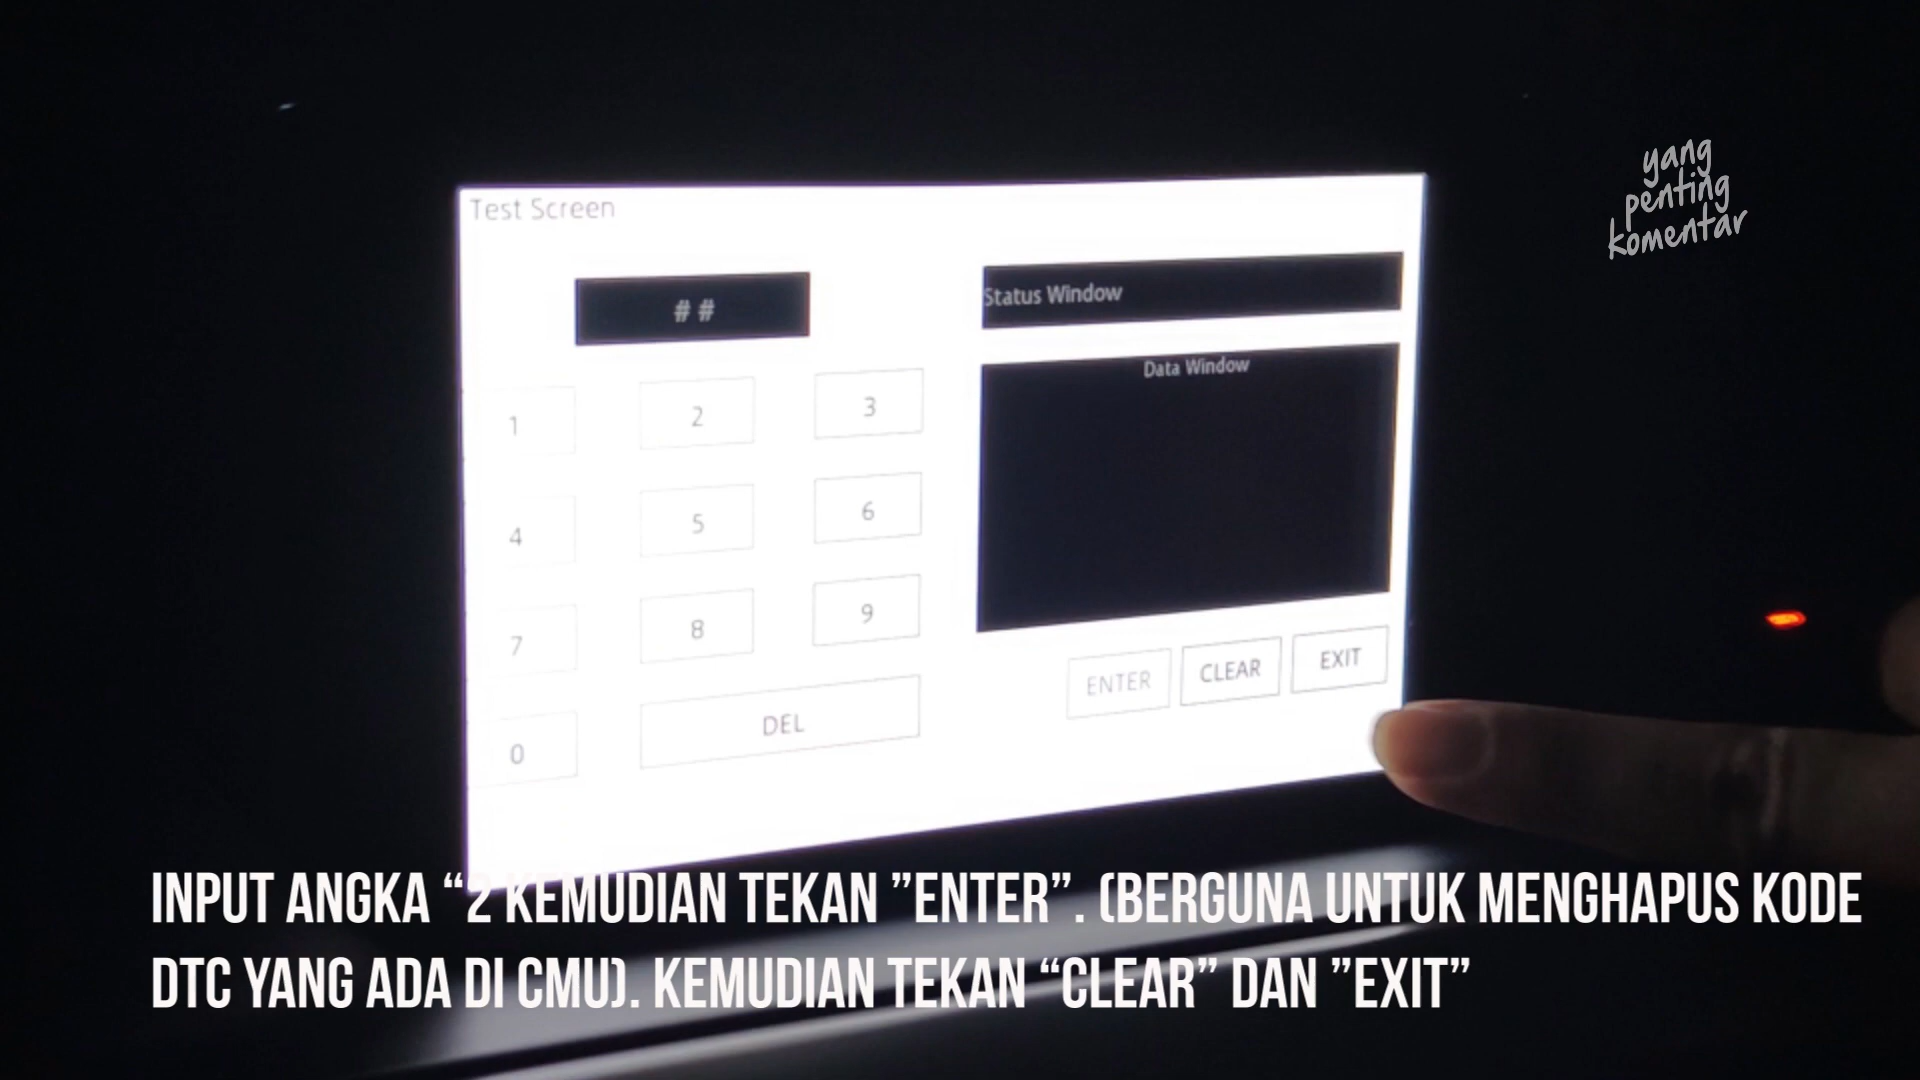 yang
penting
komentar
Test Screen
##
Status Window
Data Window
1 2 3
4 5 6
7 8 9
0 DEL
ENTER CLEAR EXIT
INPUT ANGKA “2 KEMUDIAN TEKAN ”ENTER”. (BERGUNA UNTUK MENGHAPUS KODE
DTC YANG ADA DI CMU). KEMUDIAN TEKAN “CLEAR” DAN ”EXIT”